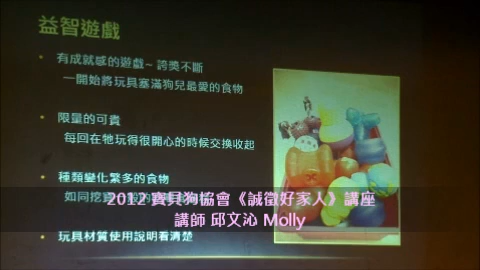 益智遊戲
• 有成就感的遊戲~ 誇獎不斷
一開始將玩具塞滿狗兒最愛的食物
• 限量的可貴
每回在牠玩得很開心的時候交換收起
• 種類變化繁多的食物
如同挖寶
2012 寶貝狗協會《誠徵好家人》講座
講師 邱文沁 Molly
• 玩具材質使用說明看清楚